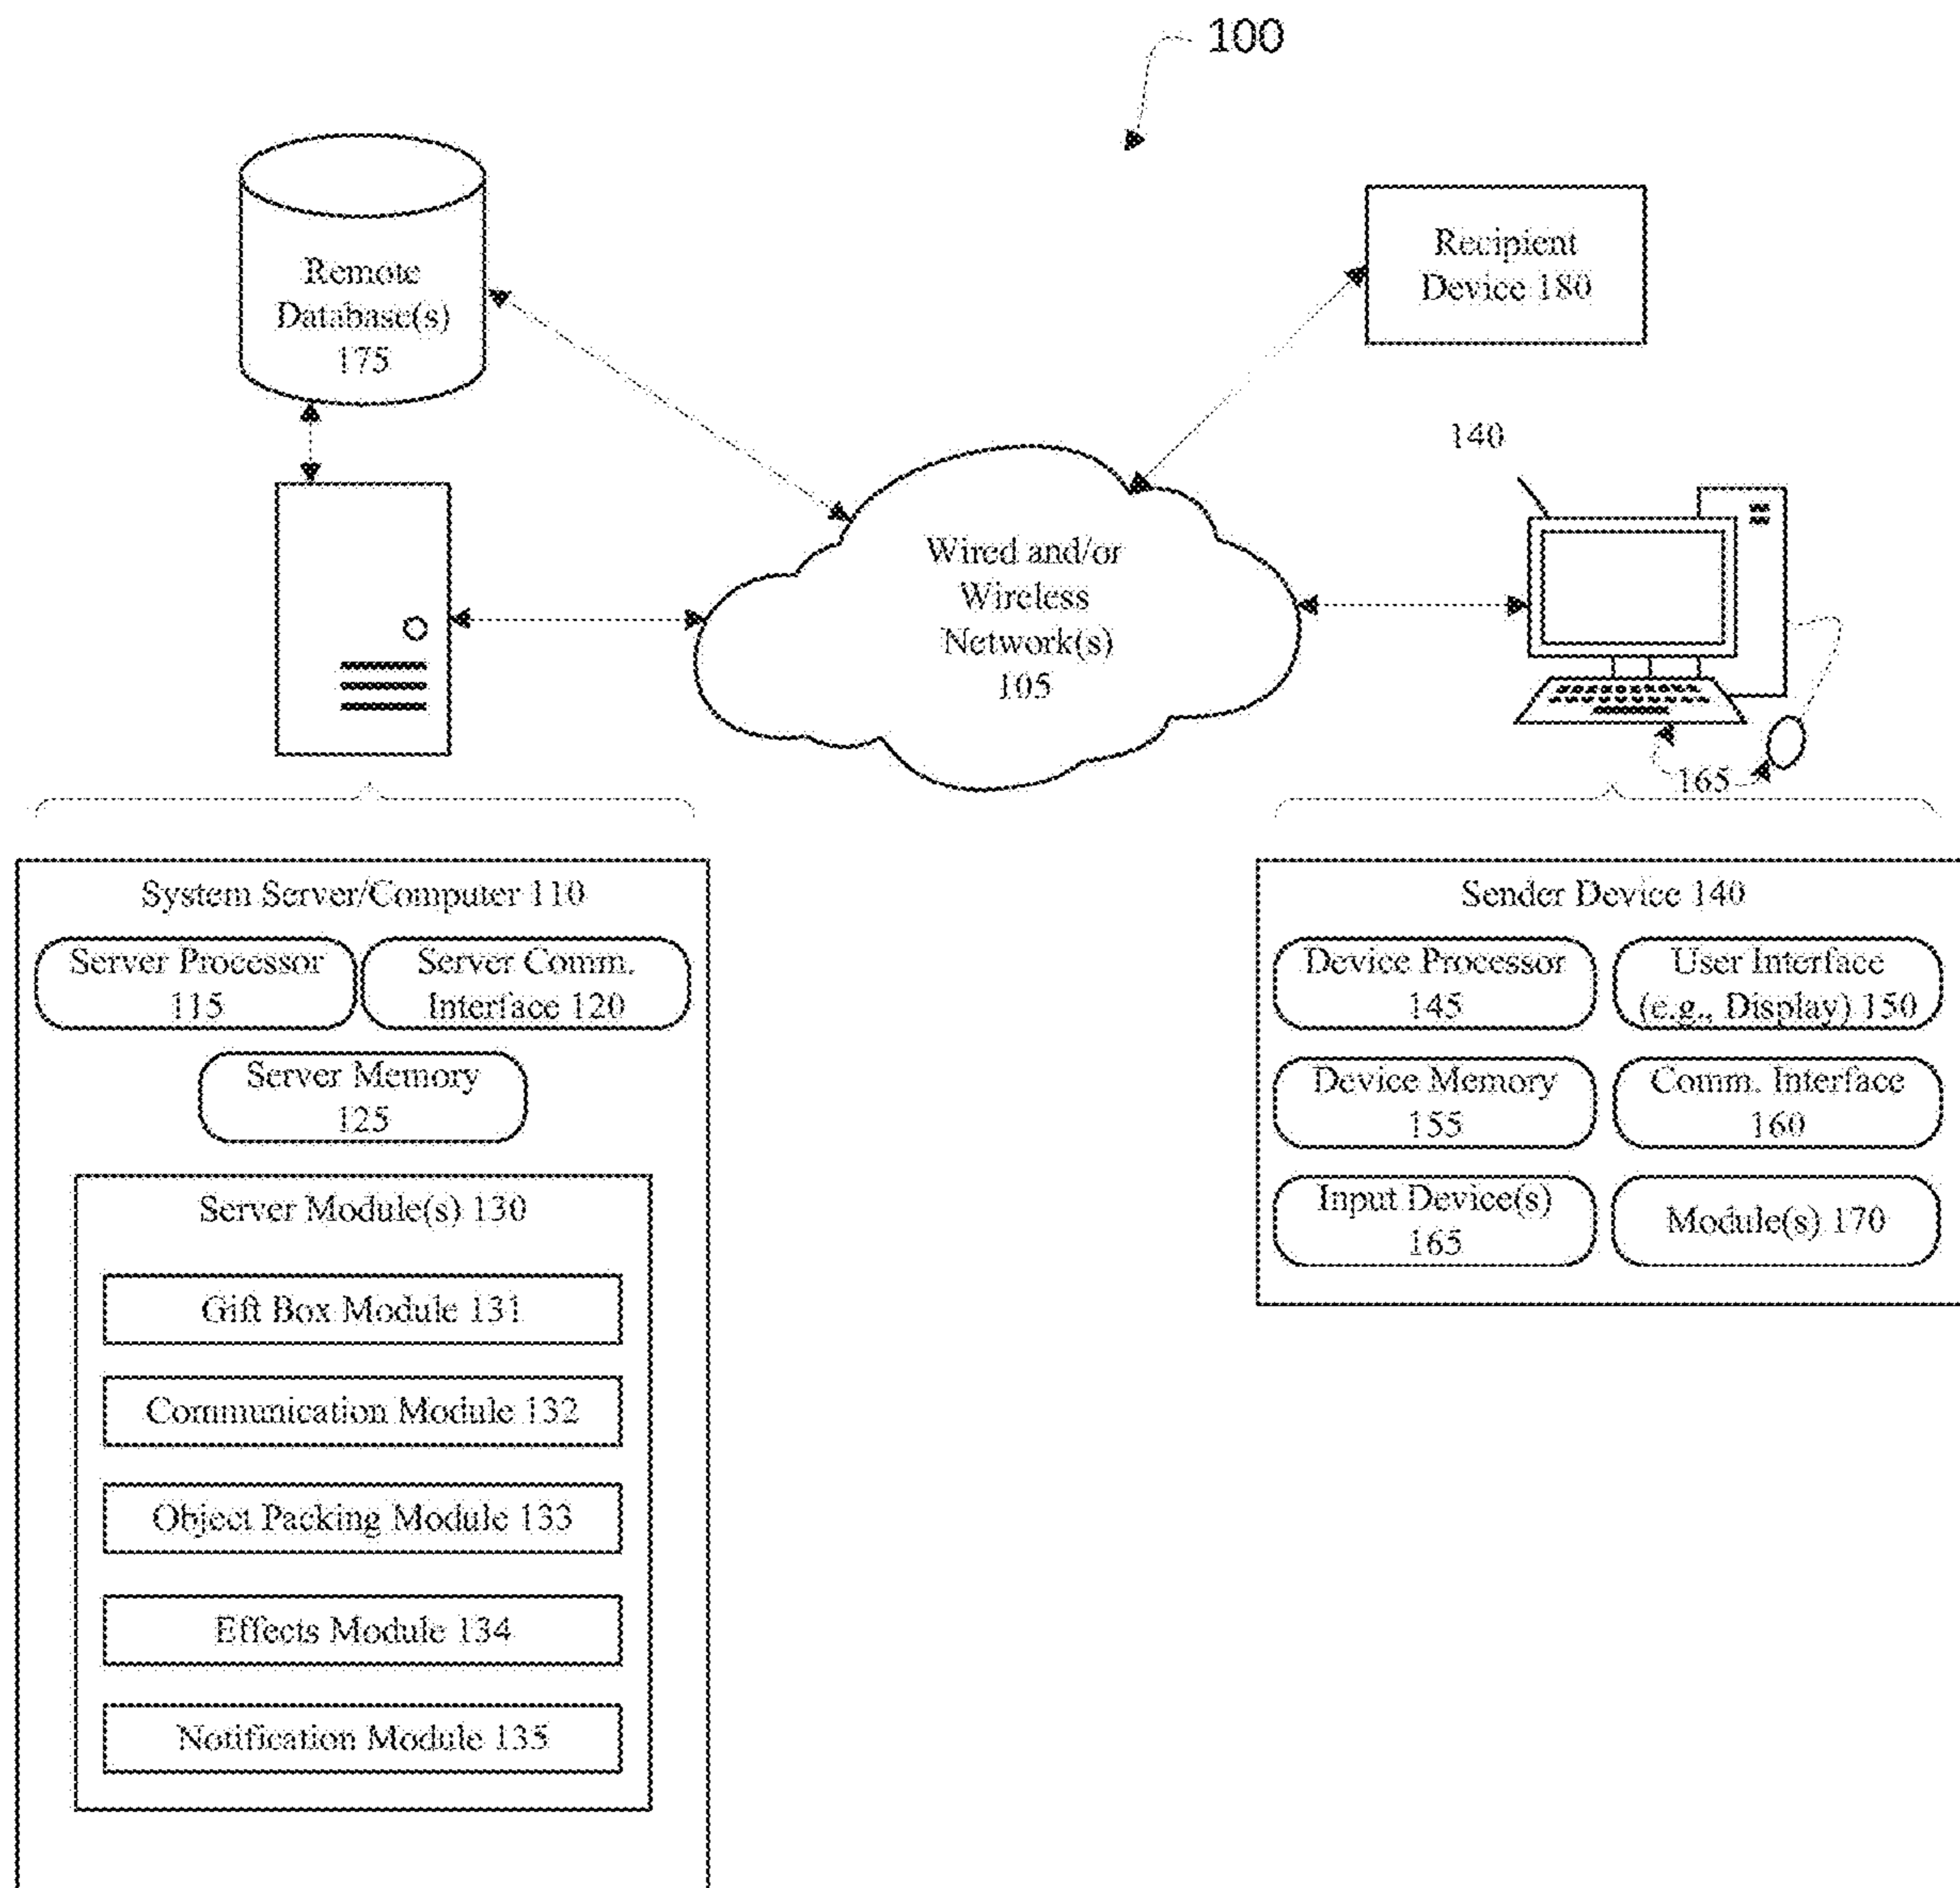 100
Remote
Database(s)
175
Recipient
Device 180
140
Wired and/or
Wireless
Network(s)
105
165
System Server/Computer 110
Server Processor
115
Server Comm.
Interface 120
Server Memory
125
Server Module(s) 130
Gift Box Module 131
Communication Module 132
Object Packing Module 133
Effects Module 134
Notification Module 135
Sender Device 140
Device Processor
145
User Interface
(e.g., Display) 150
Device Memory
155
Comm. Interface
160
Input Device(s)
165
Module(s) 170